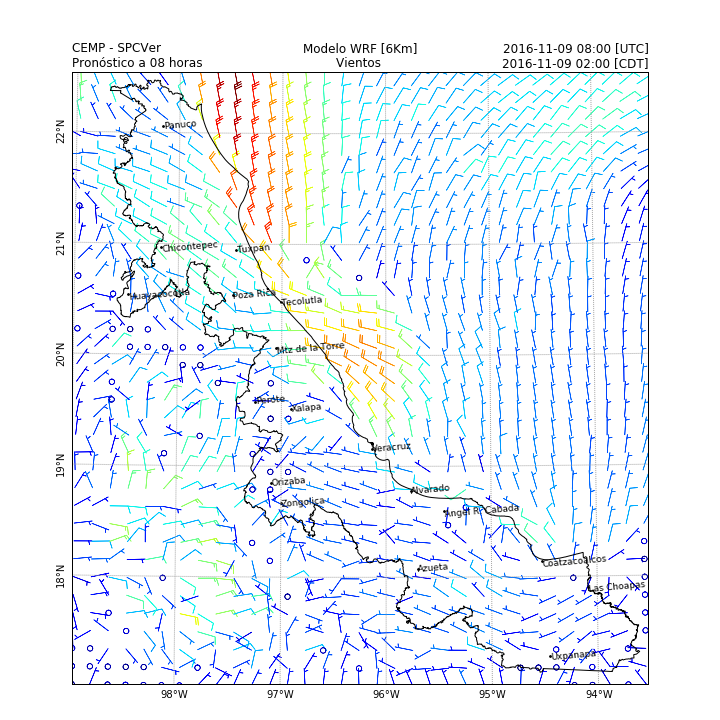 CEMP - SPCVer Modelo WRF [6Km] 2016-11-09 08:00 [UTC]
Pronóstico a 08 horas Vientos 2016-11-09 02:00 [CDT]
22°N
Panuco
21°N
Chicontepec
Tuxpan
Huayacocotla
Poza Rica
Tecolutla
20°N
Mtz de la Torre
Perote
Xalapa
Veracruz
19°N
Orizaba
Alvarado
Zongolica
Angel RPCabada
Coatzacoalcos
18°N
Azueta
Las Choapas
Uxpanapa
98°W 97°W 96°W 95°W 94°W